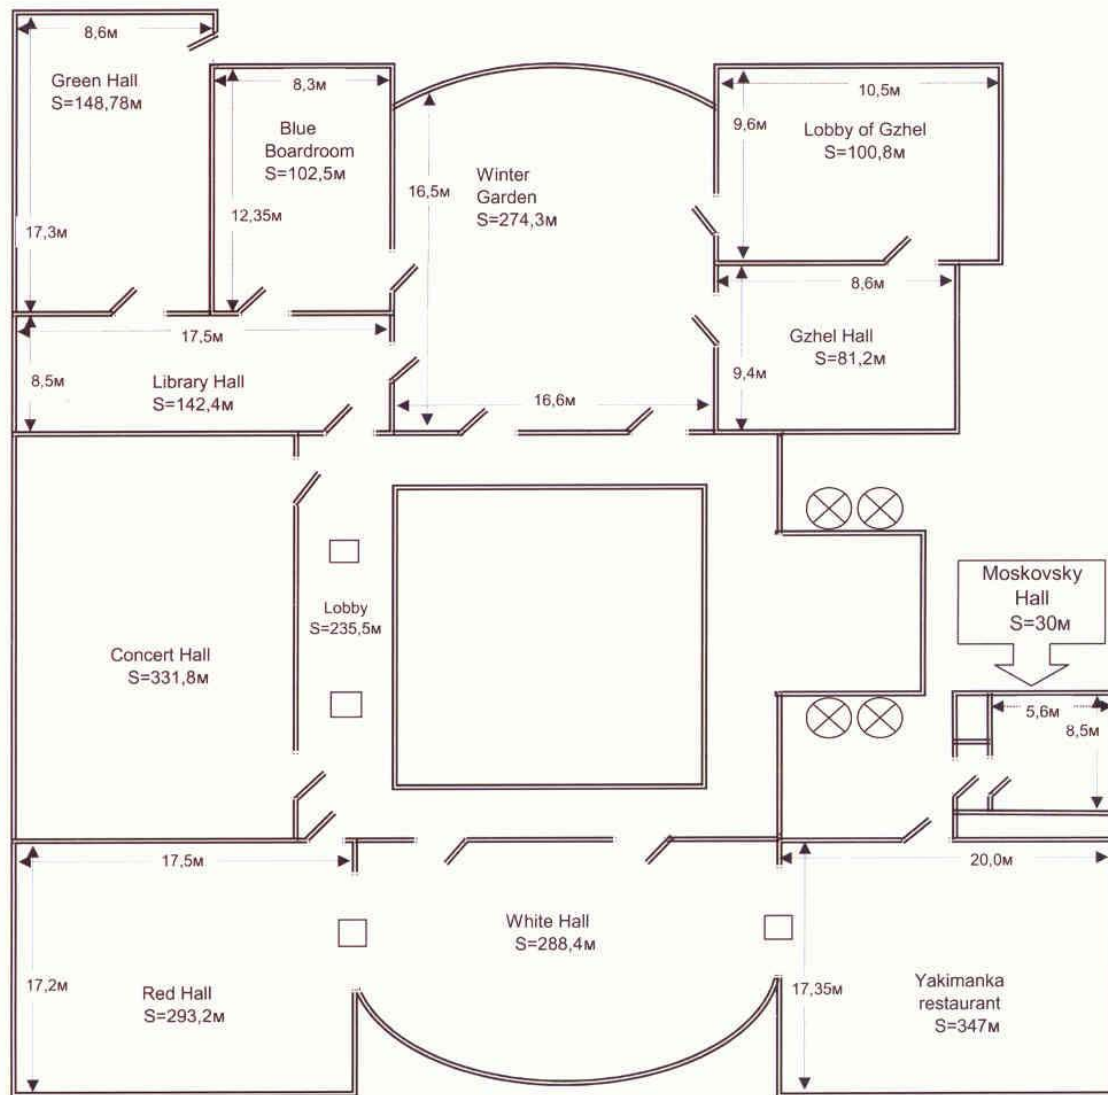 8,6м
Green Hall
S=148,78м
17,3м
8,3м
Blue
Boardroom
S=102,5м
12,35м
Winter
Garden
S=274,3м
16,5м
16,6м
10,5м
9,6м
Lobby of Gzhel
S=100,8м
8,6м
Gzhel Hall
S=81,2м
9,4м
17,5м
8,5м
Library Hall
S=142,4м
Concert Hall
S=331,8м
Lobby
S=235,5м
Moskovsky
Hall
S=30м
5,6м
8,5м
17,5м
17,2м
Red Hall
S=293,2м
White Hall
S=288,4м
20,0м
17,35м
Yakimanka
restaurant
S=347м